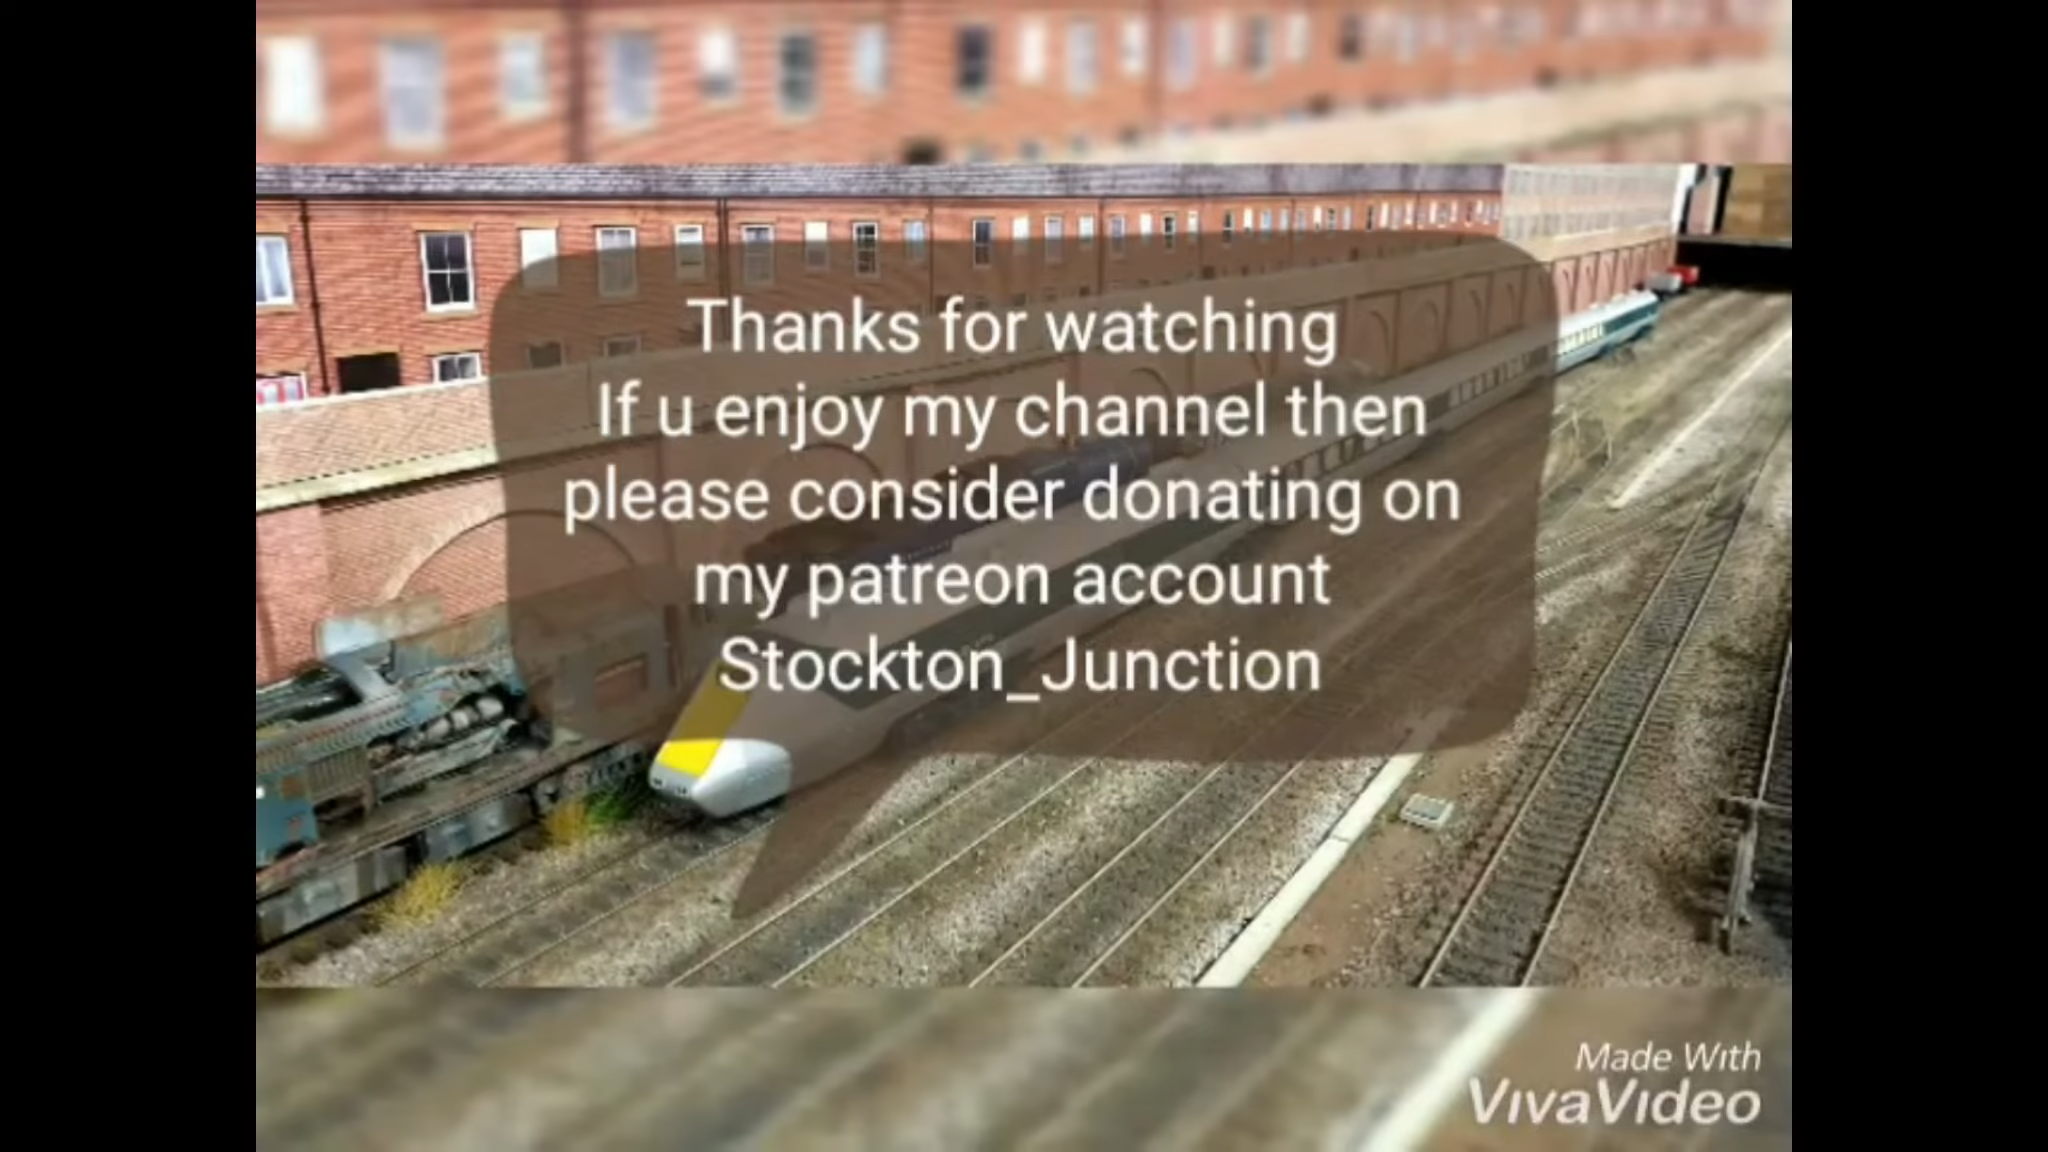 Thanks for watching
If u enjoy my channel then
please consider donating on
my patreon account
Stockton_Junction
Made With
VivaVideo